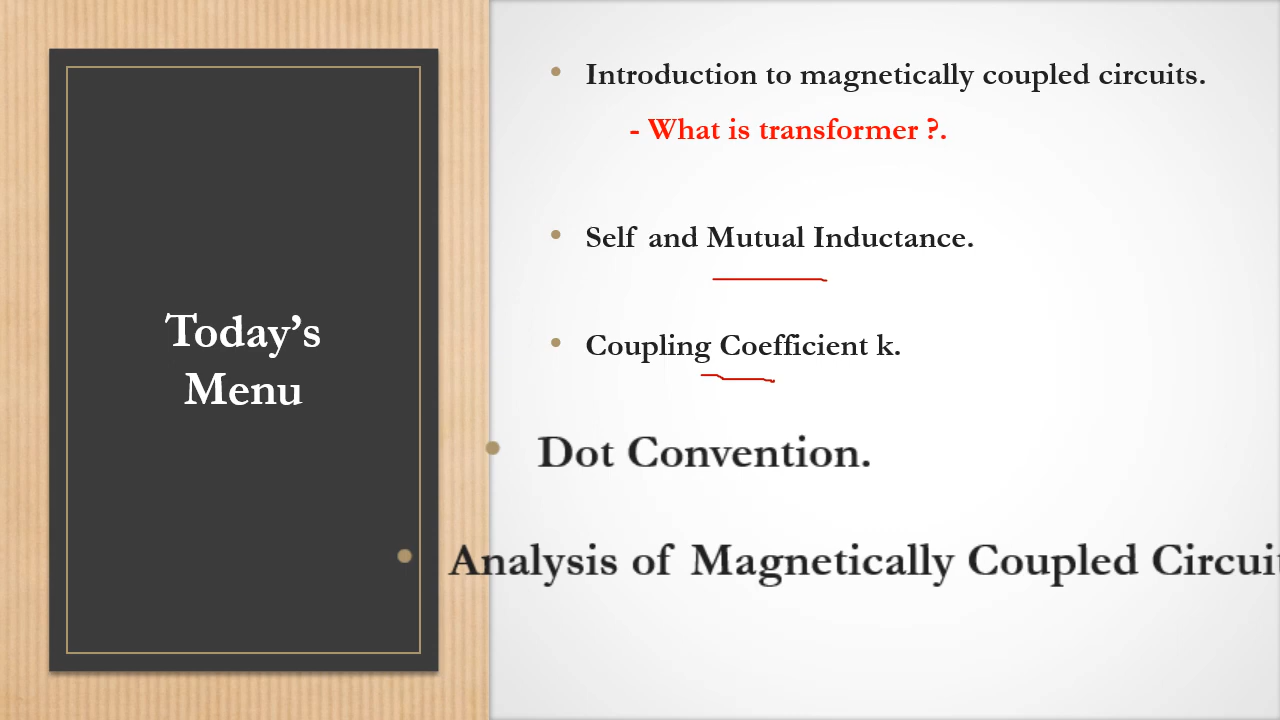 Today's
Menu
• Introduction to magnetically coupled circuits.
- What is transformer ?.
• Self and Mutual Inductance.
• Coupling Coefficient k.
• Dot Convention.
• Analysis of Magnetically Coupled